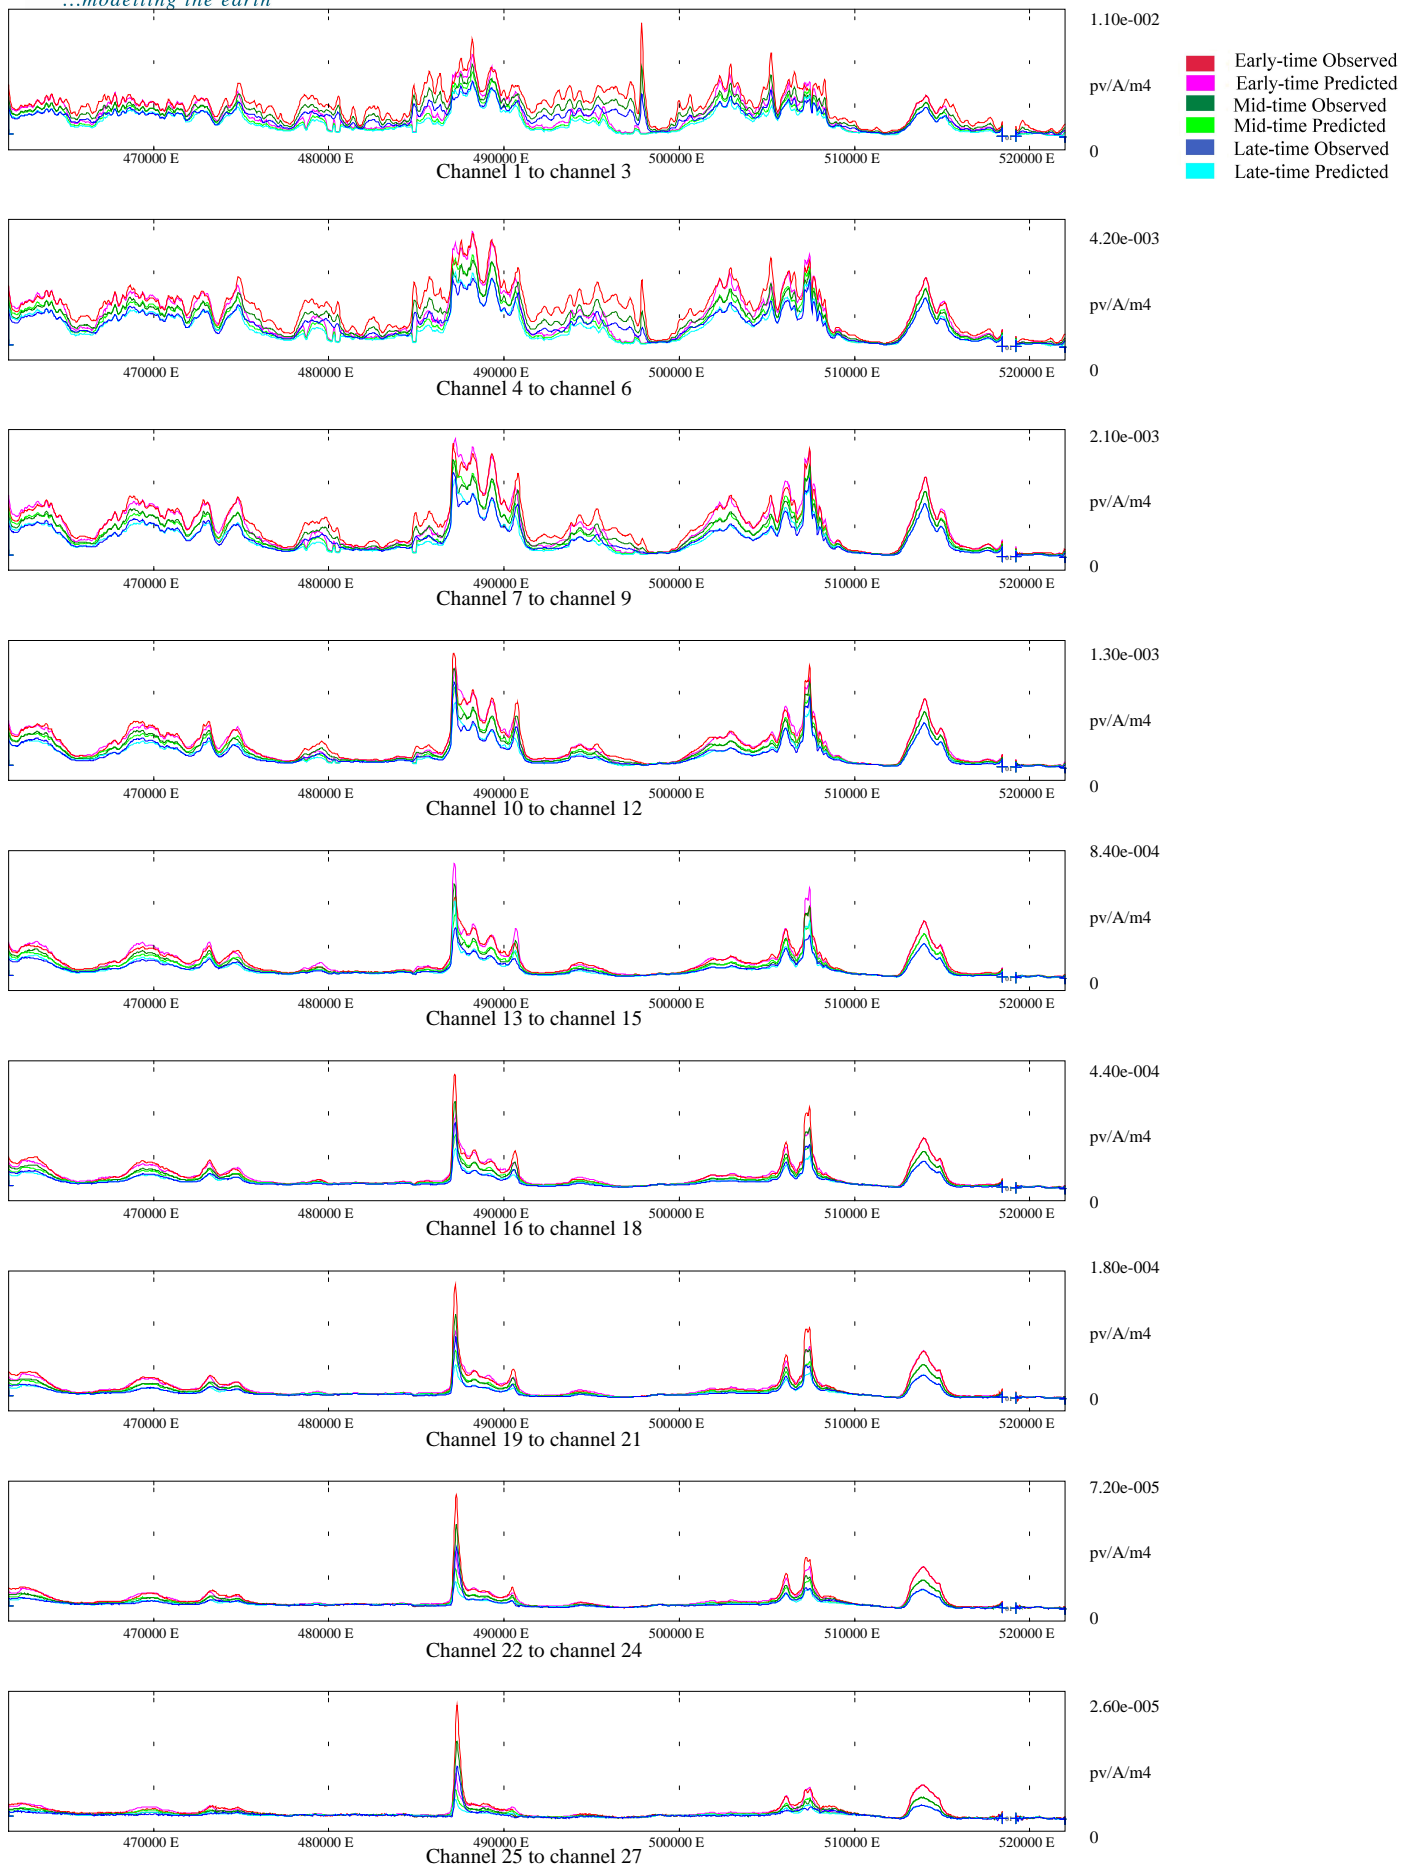 ...modelling the earth
1.10e-002
pv/A/m4
0
Early-time Observed
Early-time Predicted
Mid-time Observed
Mid-time Predicted
Late-time Observed
Late-time Predicted
470000 E 480000 E 490000 E 500000 E 510000 E 520000 E
Channel 1 to channel 3
4.20e-003
pv/A/m4
0
470000 E 480000 E 490000 E 500000 E 510000 E 520000 E
Channel 4 to channel 6
2.10e-003
pv/A/m4
0
470000 E 480000 E 490000 E 500000 E 510000 E 520000 E
Channel 7 to channel 9
1.30e-003
pv/A/m4
0
470000 E 480000 E 490000 E 500000 E 510000 E 520000 E
Channel 10 to channel 12
8.40e-004
pv/A/m4
0
470000 E 480000 E 490000 E 500000 E 510000 E 520000 E
Channel 13 to channel 15
4.40e-004
pv/A/m4
0
470000 E 480000 E 490000 E 500000 E 510000 E 520000 E
Channel 16 to channel 18
1.80e-004
pv/A/m4
0
470000 E 480000 E 490000 E 500000 E 510000 E 520000 E
Channel 19 to channel 21
7.20e-005
pv/A/m4
0
470000 E 480000 E 490000 E 500000 E 510000 E 520000 E
Channel 22 to channel 24
2.60e-005
pv/A/m4
0
470000 E 480000 E 490000 E 500000 E 510000 E 520000 E
Channel 25 to channel 27